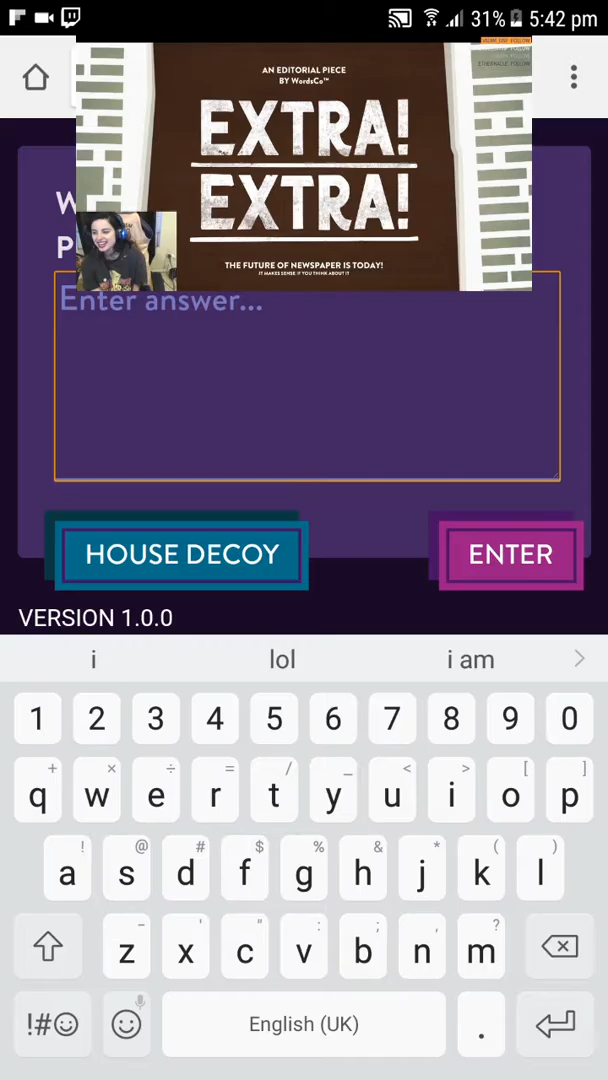 31% 5:42 pm
AN EDITORIAL PIECE
BY WordsCo™
EXTRA!
EXTRA!
THE FUTURE OF NEWSPAPER IS TODAY!
IT MAKES SENSE IF YOU THINK ABOUT IT
W
P
Enter answer...
HOUSE DECOY
ENTER
VERSION 1.0.0
i lol i am >
1 2 3 4 5 6 7 8 9 0
+ × ÷ = / _ < > [ ]
q w e r t y u i o p
! @ # $ % & * ( )
a s d f g h j k l
- ' " : ; , ?
z x c v b n m
!#☺ English (UK) .